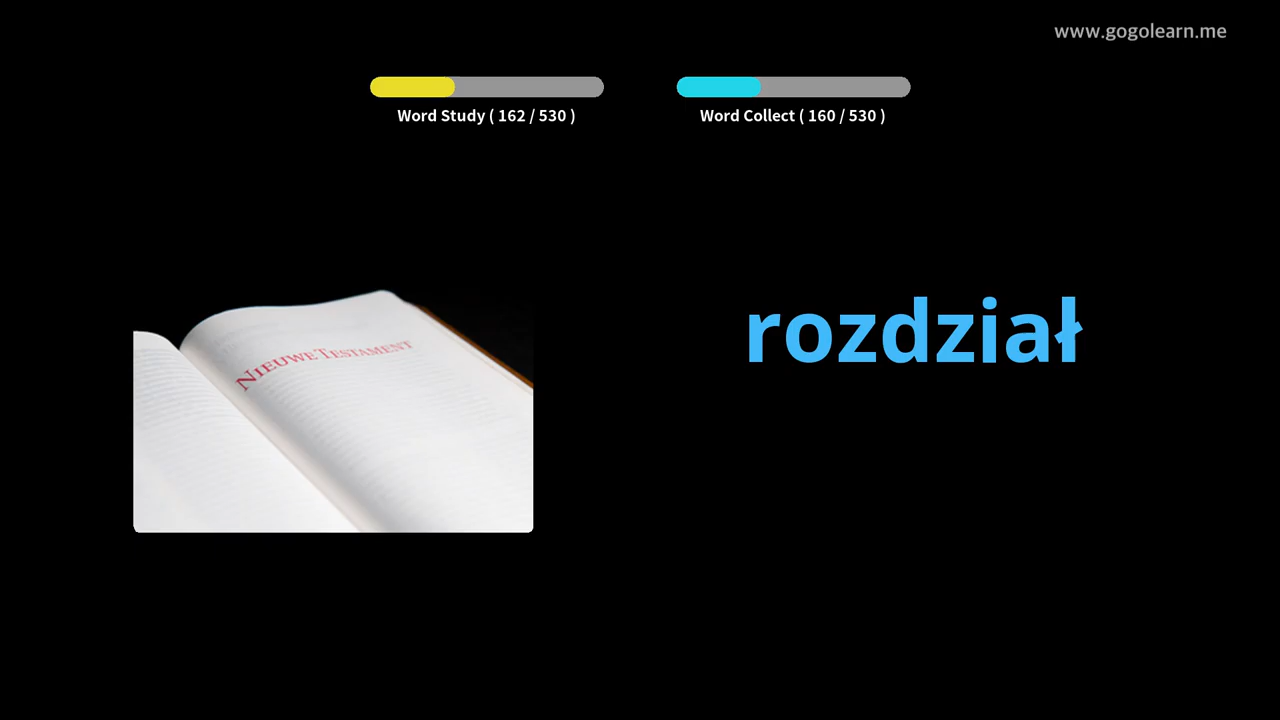 www.gogolearn.me
Word Study ( 162 / 530 )
Word Collect ( 160 / 530 )
rozdział
NIEUWE TESTAMENT